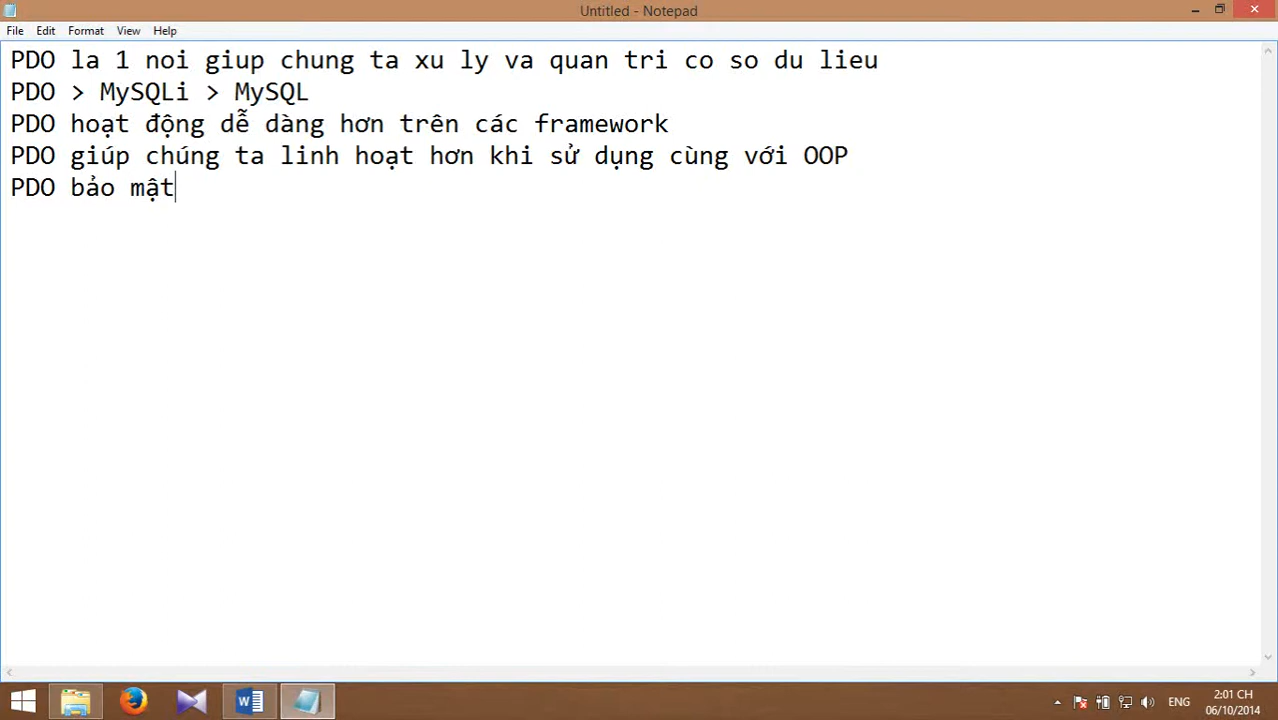 Untitled - Notepad
File Edit Format View Help
PDO la 1 noi giup chung ta xu ly va quan tri co so du lieu
PDO > MySQLi > MySQL
PDO hoạt động dễ dàng hơn trên các framework
PDO giúp chúng ta linh hoạt hơn khi sử dụng cùng với OOP
PDO bảo mật
ENG
2:01 CH
06/10/2014